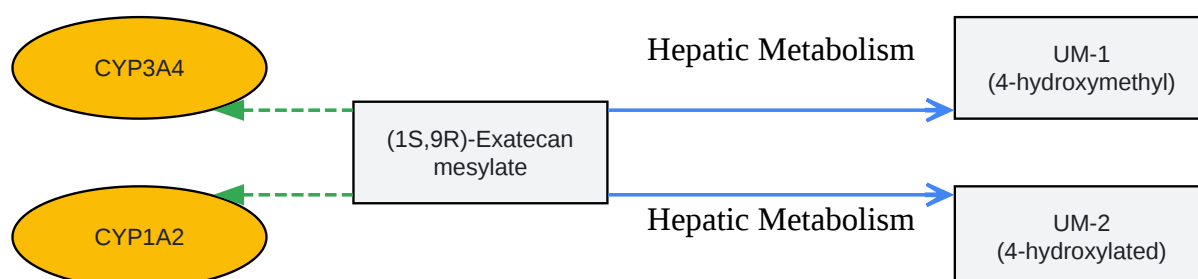 CYP3A4
Hepatic Metabolism
UM-1
(4-hydroxymethyl)
(1S,9R)-Exatecan
mesylate
CYP1A2
Hepatic Metabolism
UM-2
(4-hydroxylated)